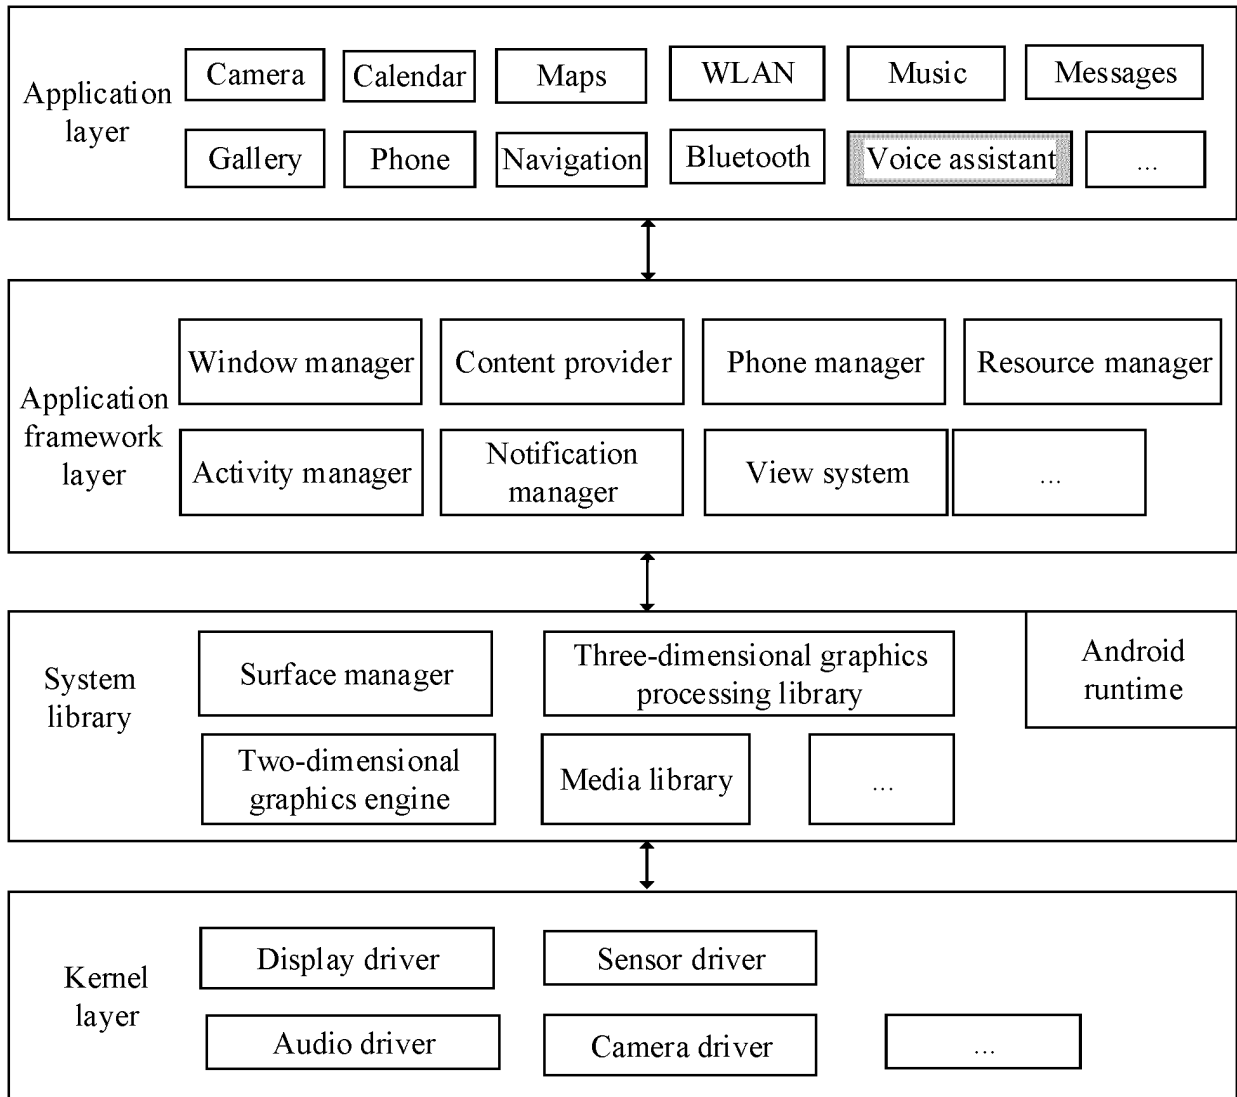 Application
layer
Camera
Calendar
Maps
WLAN
Music
Messages
Gallery
Phone
Navigation
Bluetooth
Voice assistant
...
Application
framework
layer
Window manager
Content provider
Phone manager
Resource manager
Activity manager
Notification
manager
View system
...
System
library
Surface manager
Three-dimensional graphics
processing library
Android
runtime
Two-dimensional
graphics engine
Media library
...
Kernel
layer
Display driver
Sensor driver
Audio driver
Camera driver
...